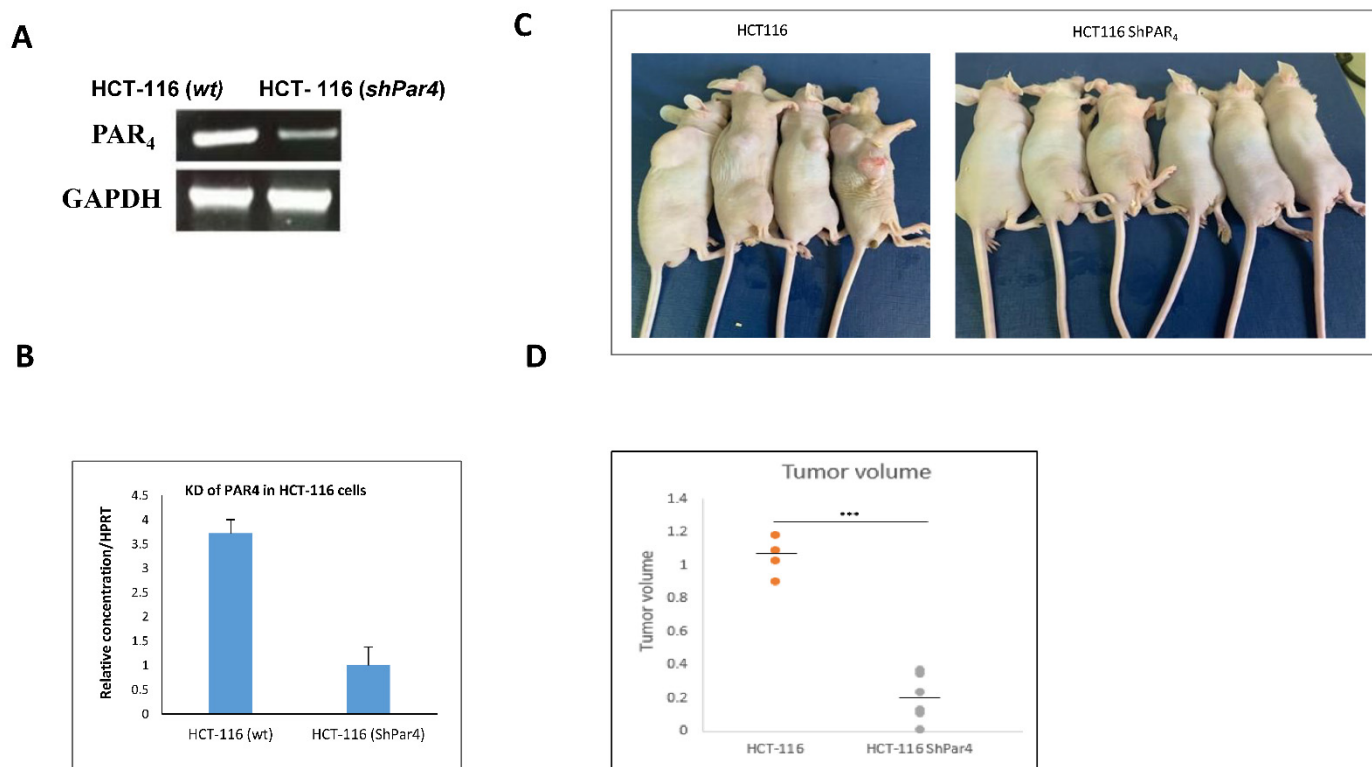 A
HCT-116 (wt) HCT- 116 (shPar4)
PAR₄
GAPDH
B
KD of PAR4 in HCT-116 cells
Relative concentration/HPRT
4.5
4
3.5
3
2.5
2
1.5
1
0.5
0
HCT-116 (wt) HCT-116 (ShPar4)
C
HCT116 HCT116 ShPAR₄
D
Tumor volume
Tumor volume
1.4
1.2
1
0.8
0.6
0.4
0.2
0
***
HCT-116 HCT-116 ShPar4